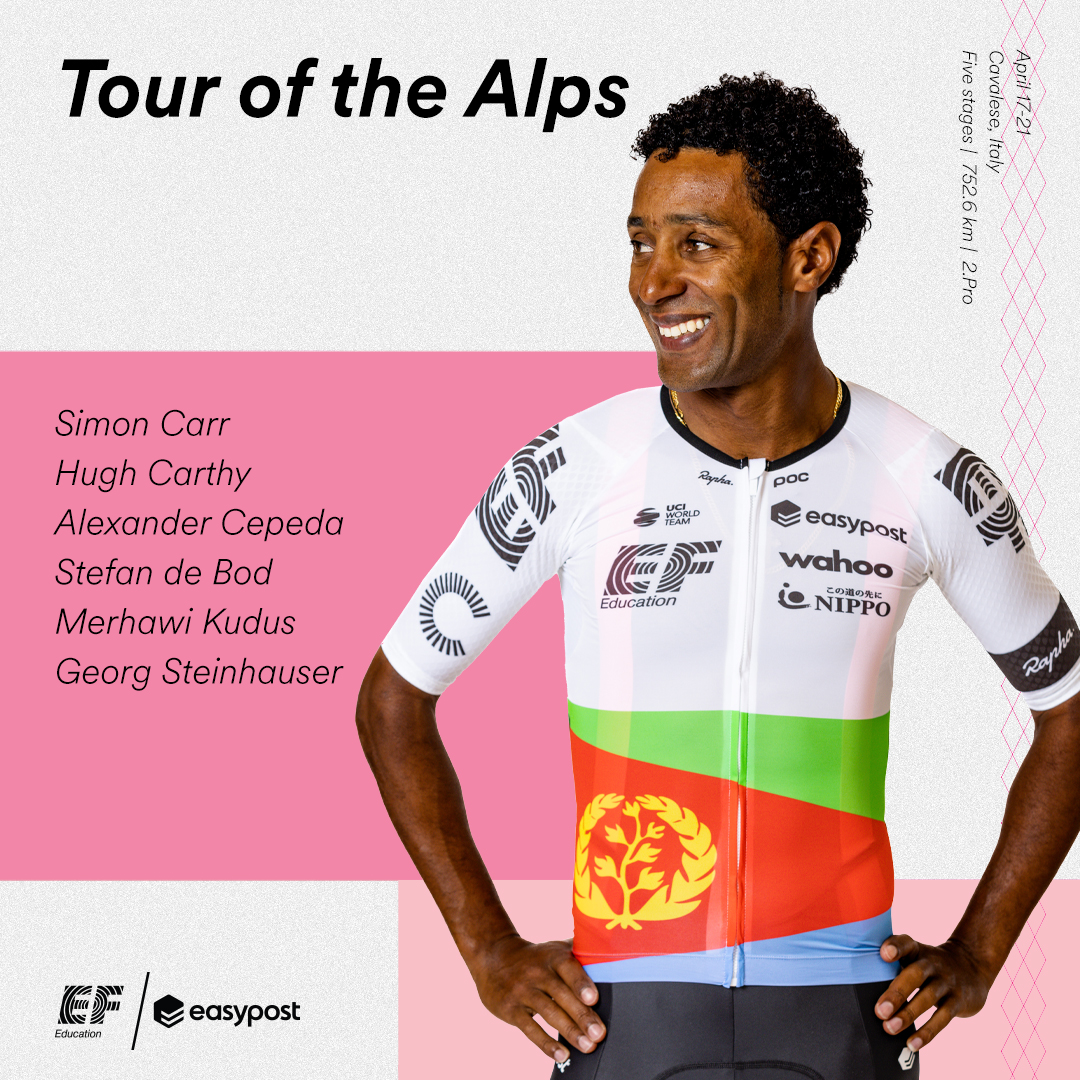 Tour of the Alps
April 17-21
Cavalese, Italy
Five stages | 752.6 km | 2.Pro
Simon Carr
Hugh Carthy
Alexander Cepeda
Stefan de Bod
Merhawi Kudus
Georg Steinhauser
Rapha.
poc
UCI
WORLD
TEAM
easypost
EF
Education
wahoo
この道の先に
NIPPO
EF
EF
Rapha.
EF
Education
easypost